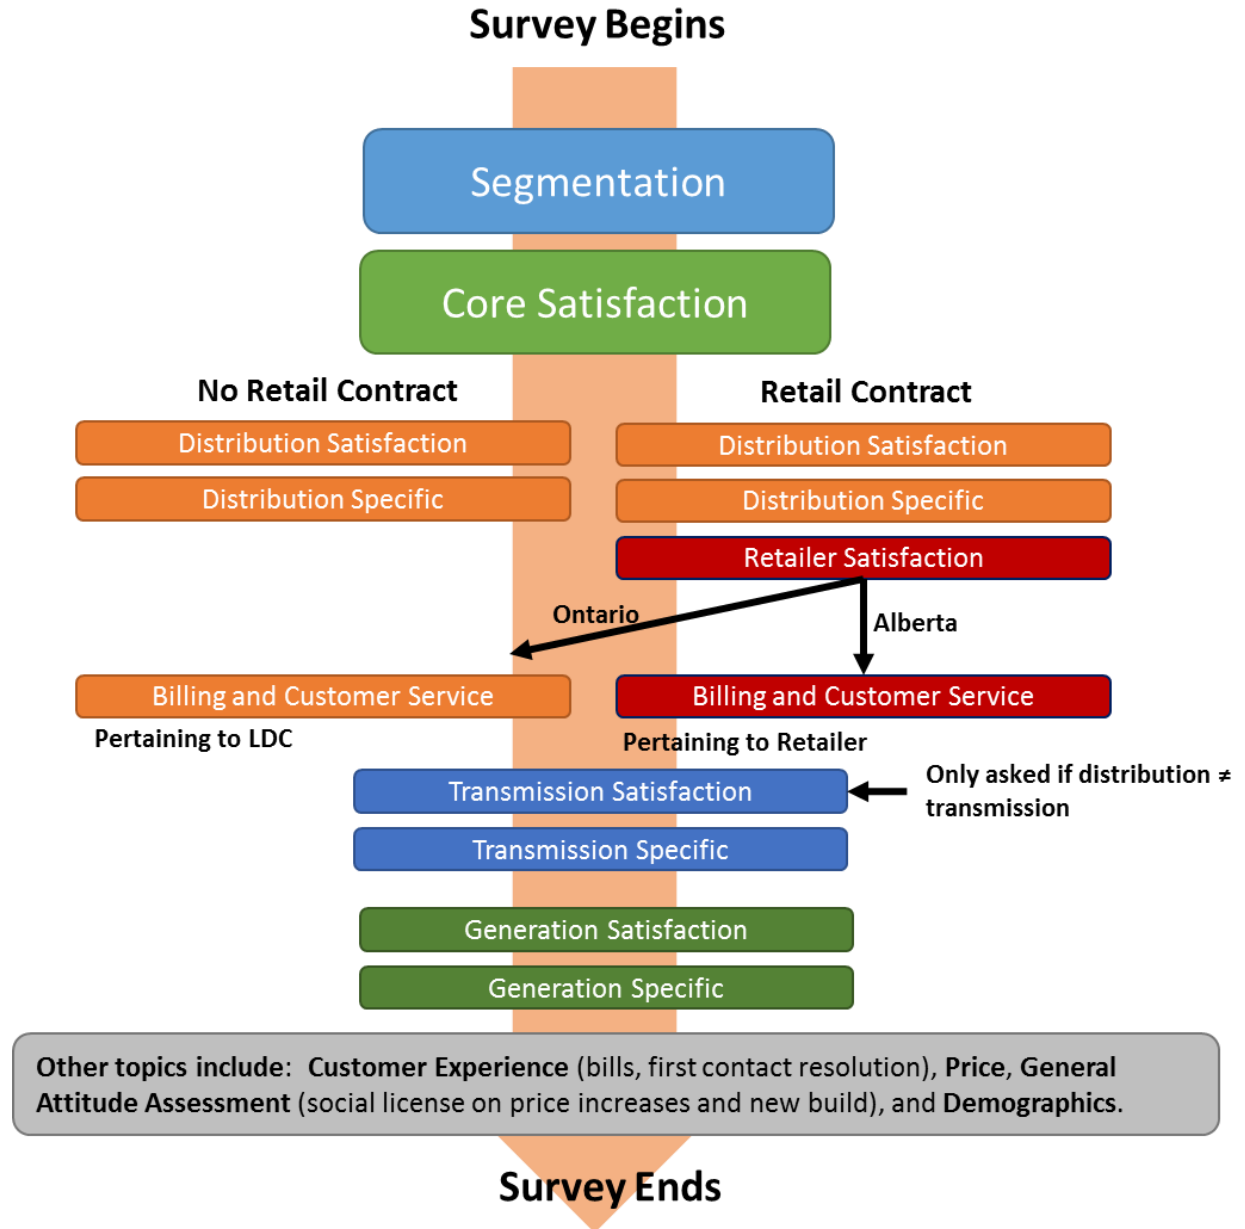 Survey Begins
Segmentation
Core Satisfaction
No Retail Contract
Retail Contract
Distribution Satisfaction
Distribution Satisfaction
Distribution Specific
Distribution Specific
Retailer Satisfaction
Ontario
Alberta
Billing and Customer Service
Billing and Customer Service
Pertaining to LDC
Pertaining to Retailer
Transmission Satisfaction
Only asked if distribution ≠
transmission
Transmission Specific
Generation Satisfaction
Generation Specific
Other topics include: Customer Experience (bills, first contact resolution), Price, General
Attitude Assessment (social license on price increases and new build), and Demographics.
Survey Ends